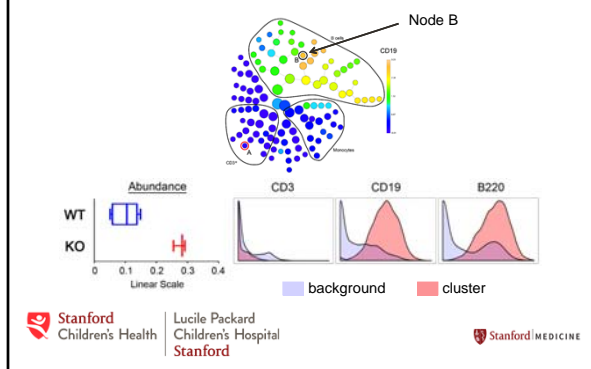 Node B
B cells
CD19
B
A
CD3⁺
Monocytes
Abundance
WT
KO
0 0.1 0.2 0.3 0.4
Linear Scale
CD3
CD19
B220
background
cluster
Stanford
Children's Health
Lucile Packard
Children's Hospital
Stanford
Stanford MEDICINE